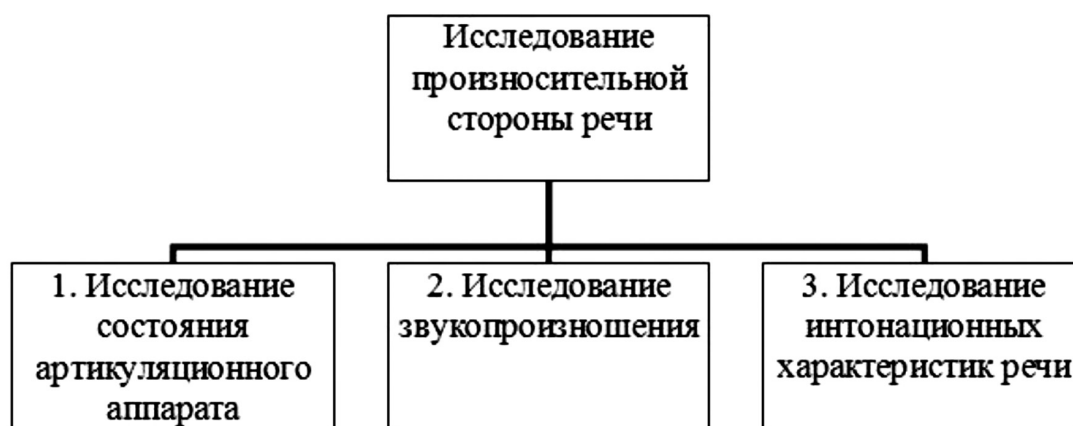 Исследование
произносительной
стороны речи
1. Исследование
состояния
артикуляционного
аппарата
2. Исследование
звукопроизношения
3. Исследование
интонационных
характеристик речи